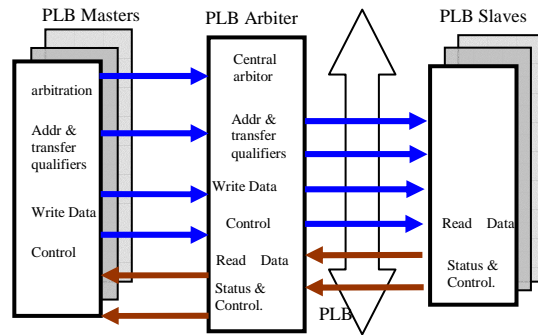 PLB Masters
PLB Arbiter
PLB Slaves
arbitration
Addr &
transfer
qualifiers
Write Data
Control
Central
arbitor
Addr &
transfer
qualifiers
Write Data
Control
Read Data
Status &
Control.
PLB
Read Data
Status &
Control